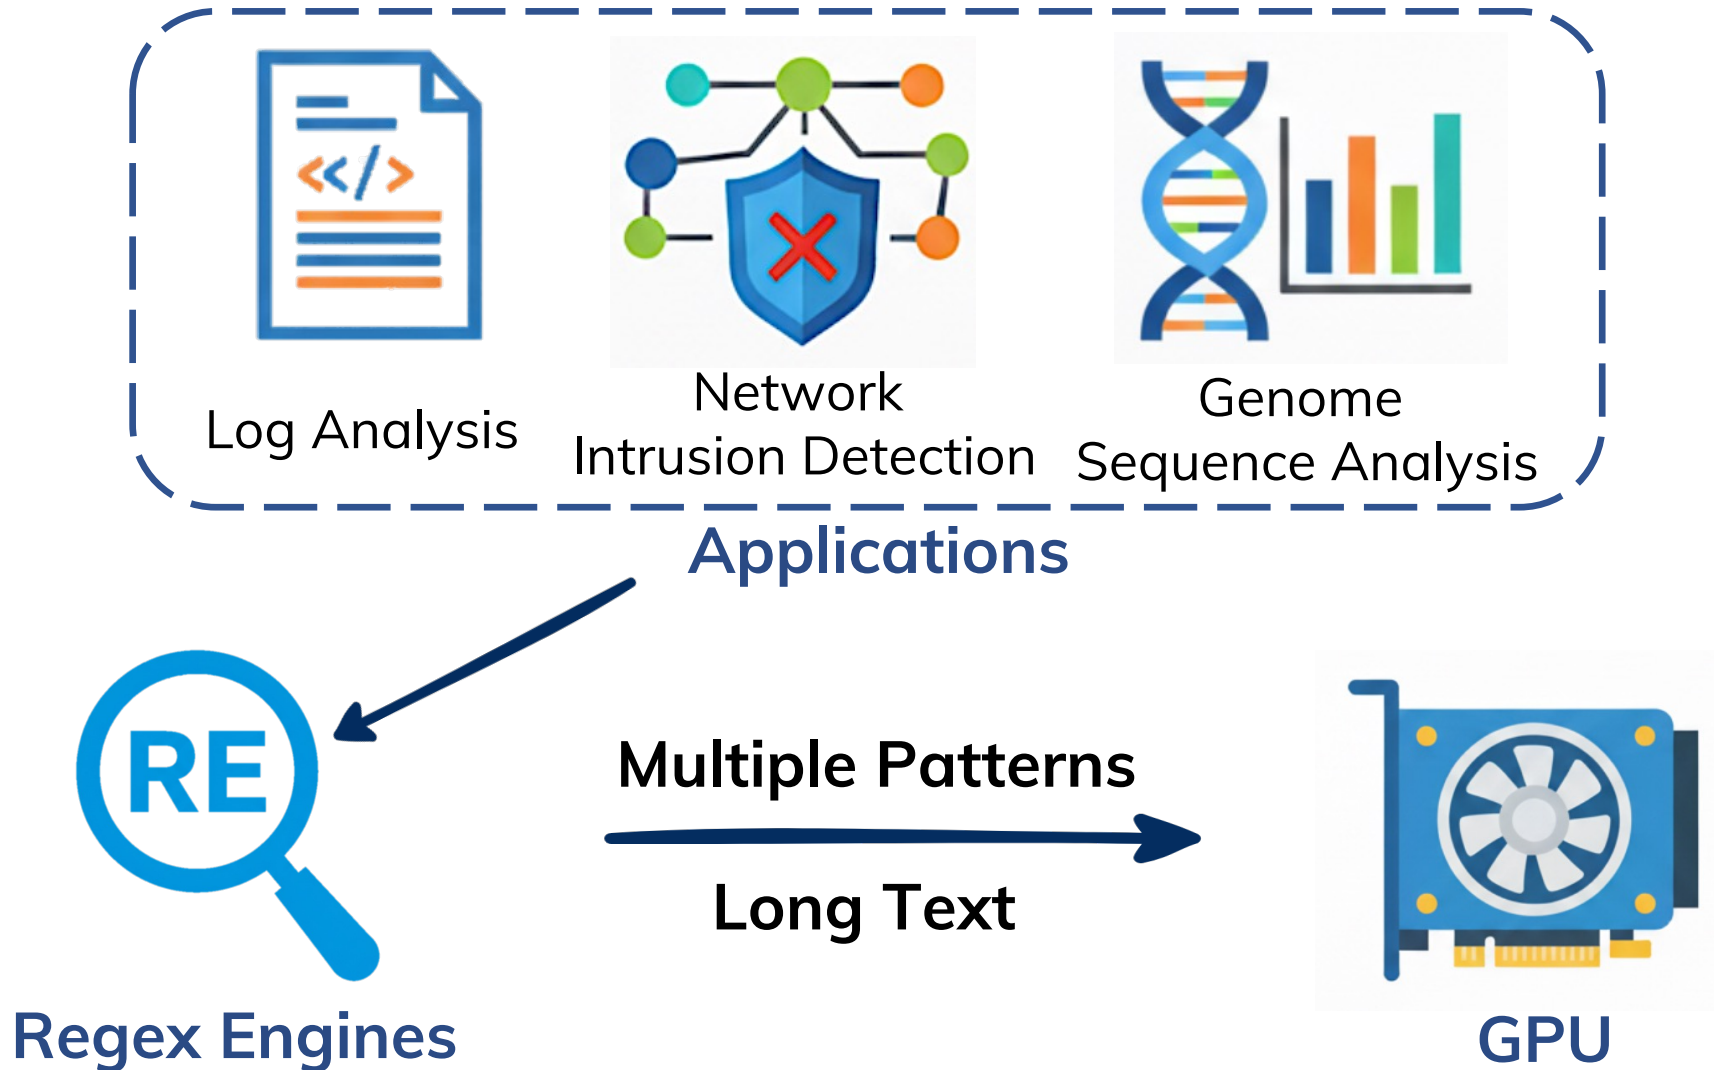 <</>
Log Analysis
Network
Intrusion Detection
Genome
Sequence Analysis
Applications
RE
Multiple Patterns
Long Text
Regex Engines
GPU